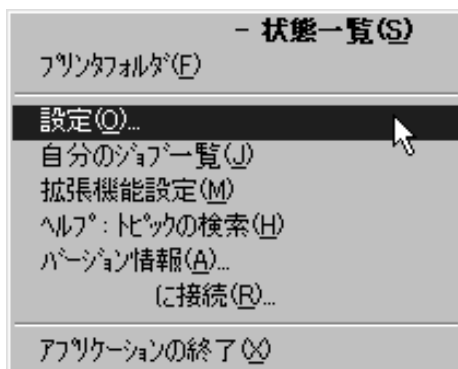 - 状態一覧(S)
ﾌﾟﾘﾝﾀﾌｫﾙﾀﾞ(F)
設定(O)...
自分のｼﾞｮﾌﾞ一覧(J)
拡張機能設定(M)
ﾍﾙﾌﾟ:ﾄﾋﾟｯｸの検索(H)
ﾊﾞｰｼﾞｮﾝ情報(A)...
に接続(R)...
ｱﾌﾟﾘｹｰｼｮﾝの終了(X)